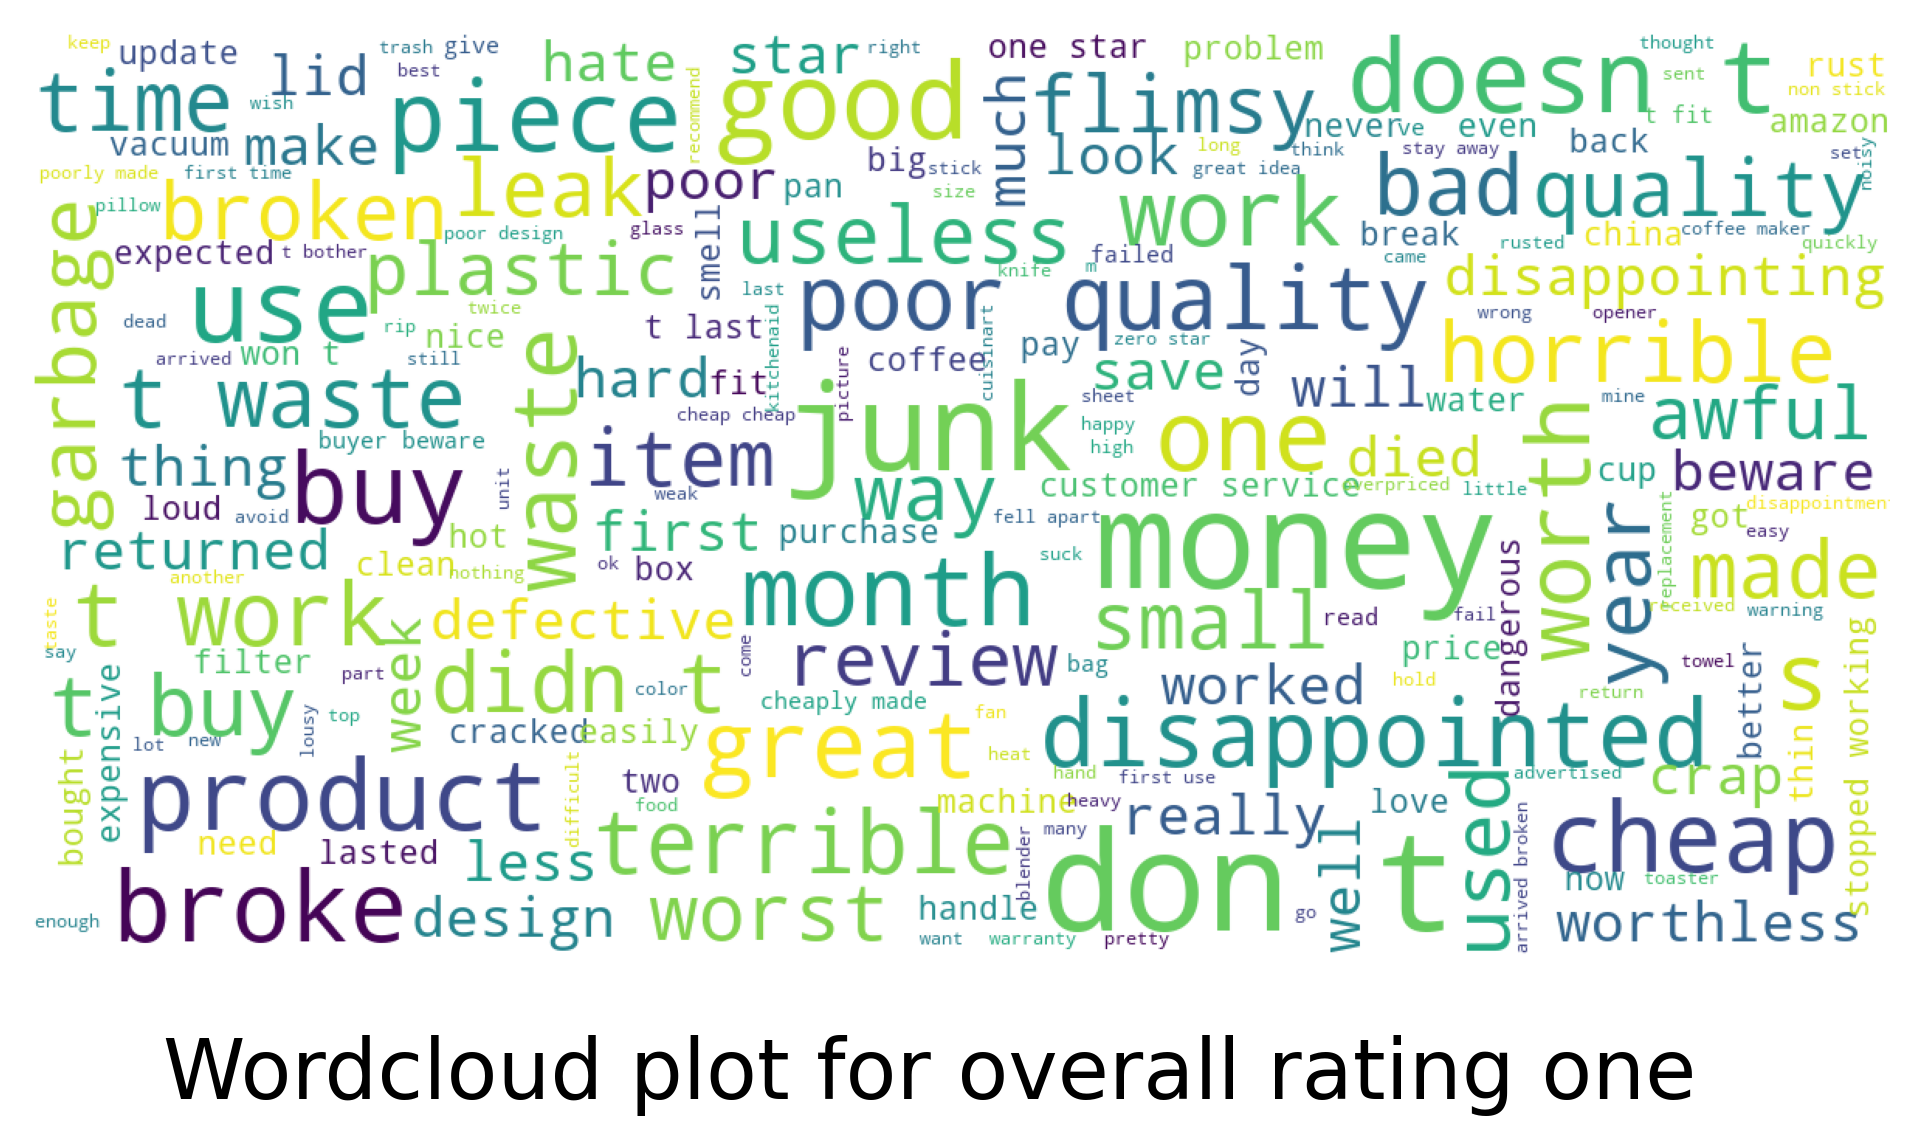 keep
update
trash
give
best
lid
hate
star
right
one star
problem
doesn t
thought
sent
rust
non stick
time
wish
piece
recommend
good
much
flimsy
never
ve
even
t fit
amazon
vacuum
make
big
stick
look
long
think
great idea
stay away
back
set
noisy
poorly made
first time
leak
poor
pan
size
bad
quality
pillow
broken
poor design
glass
smell
useless
work
break
rusted
china
coffee maker
quickly
garbage
expected
t bother
plastic
knife
m
failed
came
disappointing
use
twice
last
poor quality
wrong
opener
dead
rip
nice
t last
kitchenaid
cuisinart
pay
zero star
horrible
arrived
won t
still
hard
fit
picture
coffee
save
day
will
water
mine
awful
t waste
waste
cheap cheap
junk
sheet
happy
high
one
worth
buyer beware
item
died
cup
beware
thing
buy
unit
weak
way
customer service
overpriced
little
loud
avoid
hot
first
purchase
fell apart
money
year
replacement
got
disappointmen
easy
returned
clean
nothing
another
ok
box
month
suck
dangerous
made
taste
t work
week
defective
small
read
fail
received
warning
say
filter
part
didn t
come
review
bag
price
towel
better
s
stopped working
expensive
t buy
color
worked
hold
return
top
lousy
cheaply made
fan
disappointed
thin
lot
new
cracked
easily
great
heat
hand
first use
advertised
crap
bought
product
difficult
two
food
machine
heavy
really
love
used
cheap
need
lasted
less
terrible
blender
many
don t
well
arrived broken
now
toaster
enough
broke
design
worst
handle
go
worthless
want
warranty
pretty
Wordcloud plot for overall rating one